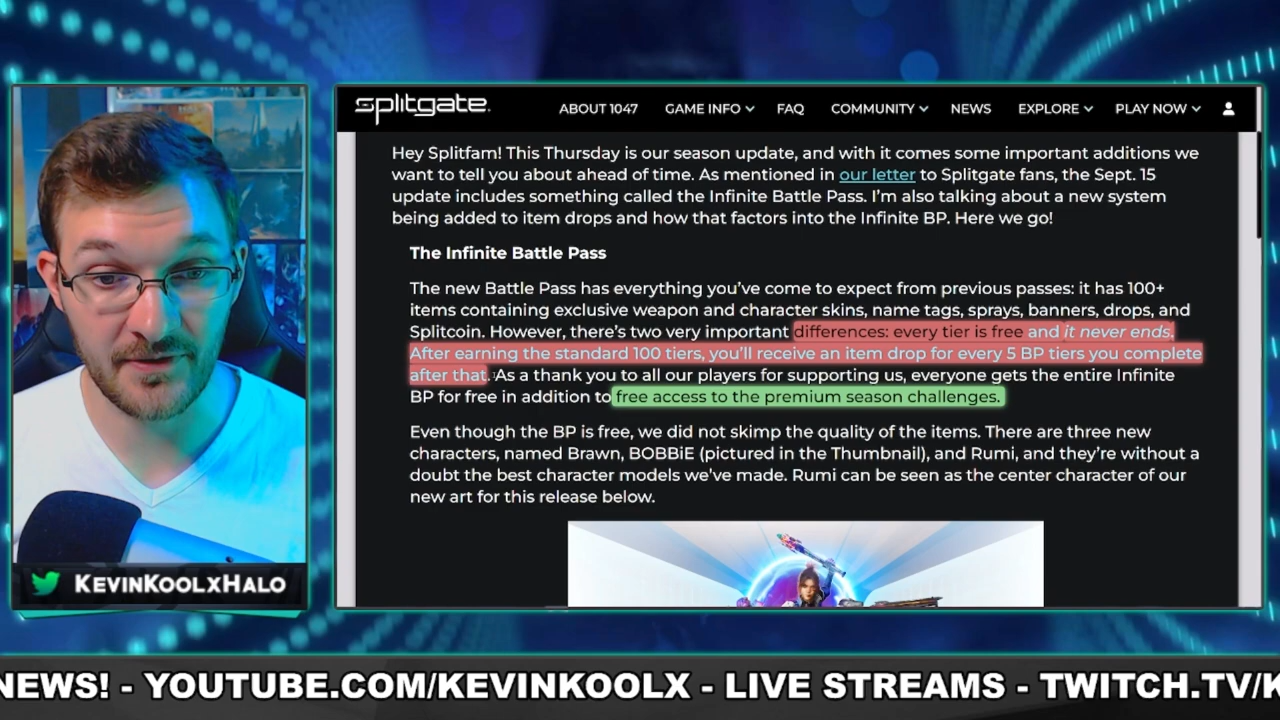 splitgate.
ABOUT 1047 GAME INFO FAQ COMMUNITY NEWS EXPLORE PLAY NOW
Hey Splitfam! This Thursday is our season update, and with it comes some important additions we
want to tell you about ahead of time. As mentioned in our letter to Splitgate fans, the Sept. 15
update includes something called the Infinite Battle Pass. I'm also talking about a new system
being added to item drops and how that factors into the Infinite BP. Here we go!
The Infinite Battle Pass
The new Battle Pass has everything you've come to expect from previous passes: it has 100+
items containing exclusive weapon and character skins, name tags, sprays, banners, drops, and
Splitcoin. However, there's two very important differences: every tier is free and it never ends.
After earning the standard 100 tiers, you'll receive an item drop for every 5 BP tiers you complete
after that. As a thank you to all our players for supporting us, everyone gets the entire Infinite
BP for free in addition to free access to the premium season challenges.
Even though the BP is free, we did not skimp the quality of the items. There are three new
characters, named Brawn, BOBBiE (pictured in the Thumbnail), and Rumi, and they're without a
doubt the best character models we've made. Rumi can be seen as the center character of our
new art for this release below.
KEVINKOOLXHALO
NEWS! - YOUTUBE.COM/KEVINKOOLX - LIVE STREAMS - TWITCH.TV/K